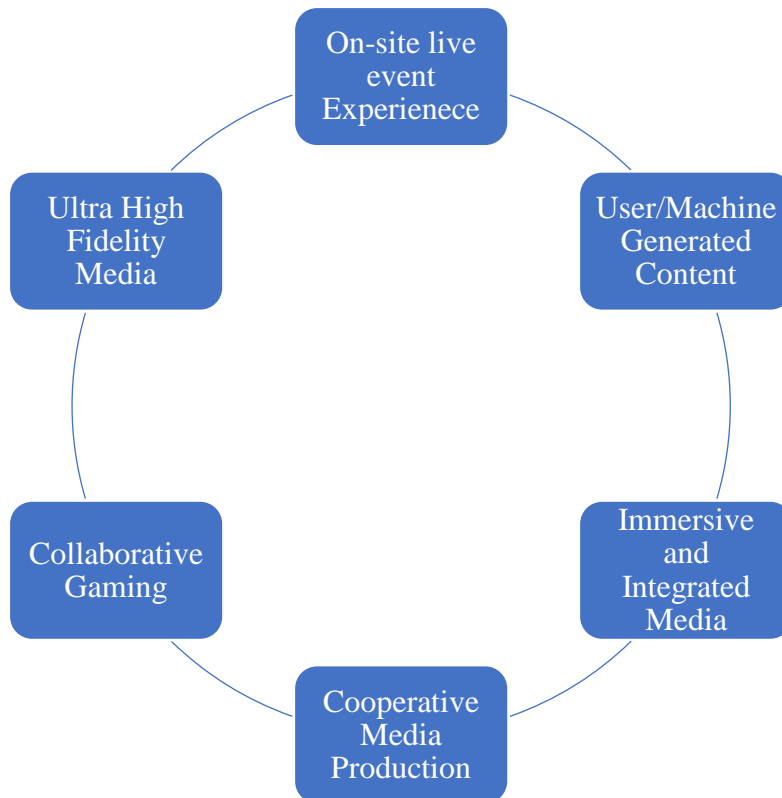 On-site live
event
Experienece
Ultra High
Fidelity
Media
User/Machine
Generated
Content
Collaborative
Gaming
Immersive
and
Integrated
Media
Cooperative
Media
Production